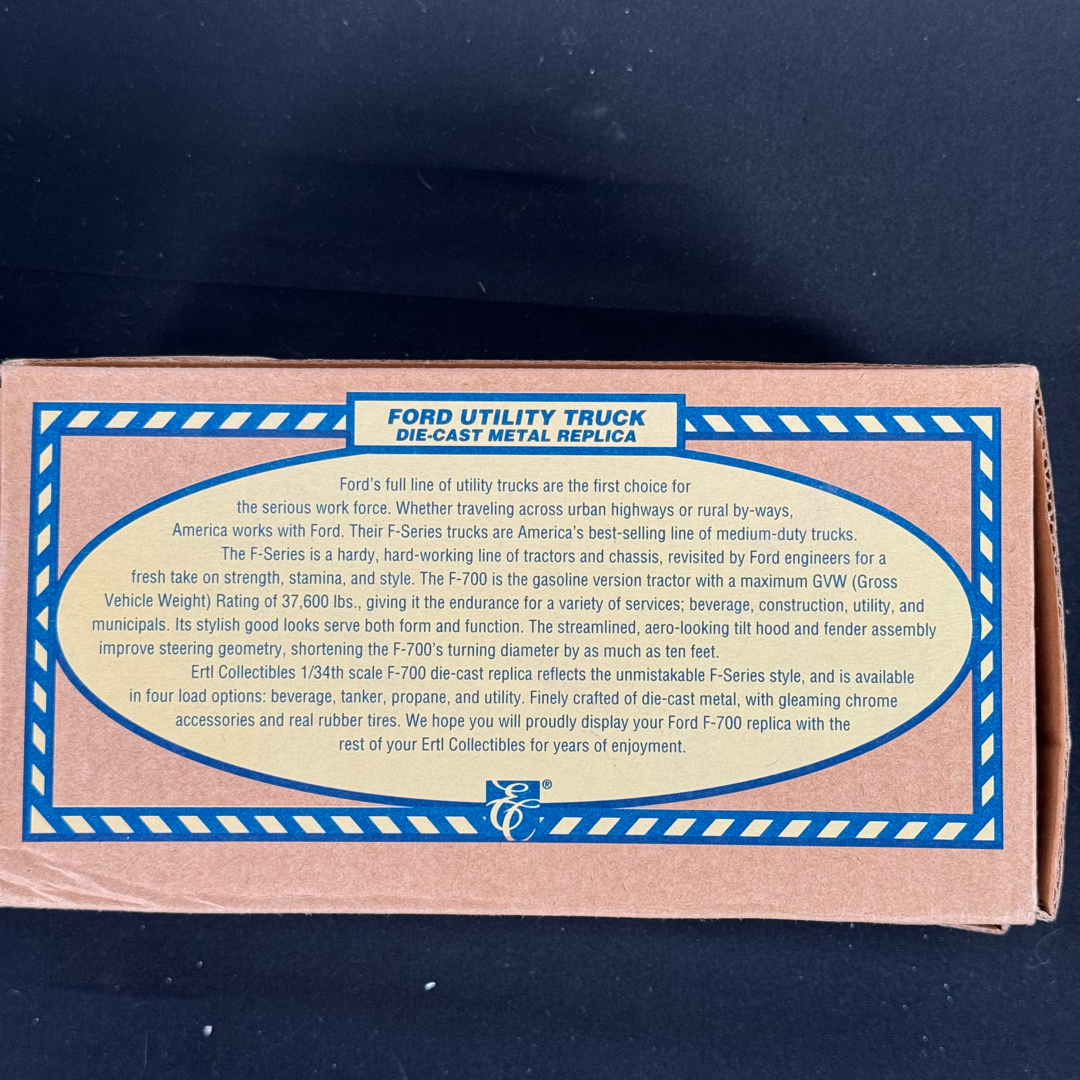 FORD UTILITY TRUCK
DIE-CAST METAL REPLICA
Ford's full line of utility trucks are the first choice for
the serious work force. Whether traveling across urban highways or rural by-ways,
America works with Ford. Their F-Series trucks are America's best-selling line of medium-duty trucks.
The F-Series is a hardy, hard-working line of tractors and chassis, revisited by Ford engineers for a
fresh take on strength, stamina, and style. The F-700 is the gasoline version tractor with a maximum GVW (Gross
Vehicle Weight) Rating of 37,600 lbs., giving it the endurance for a variety of services; beverage, construction, utility, and
municipals. Its stylish good looks serve both form and function. The streamlined, aero-looking tilt hood and fender assembly
improve steering geometry, shortening the F-700's turning diameter by as much as ten feet.
Ertl Collectibles 1/34th scale F-700 die-cast replica reflects the unmistakable F-Series style, and is available
in four load options: beverage, tanker, propane, and utility. Finely crafted of die-cast metal, with gleaming chrome
accessories and real rubber tires. We hope you will proudly display your Ford F-700 replica with the
rest of your Ertl Collectibles for years of enjoyment.
EC®